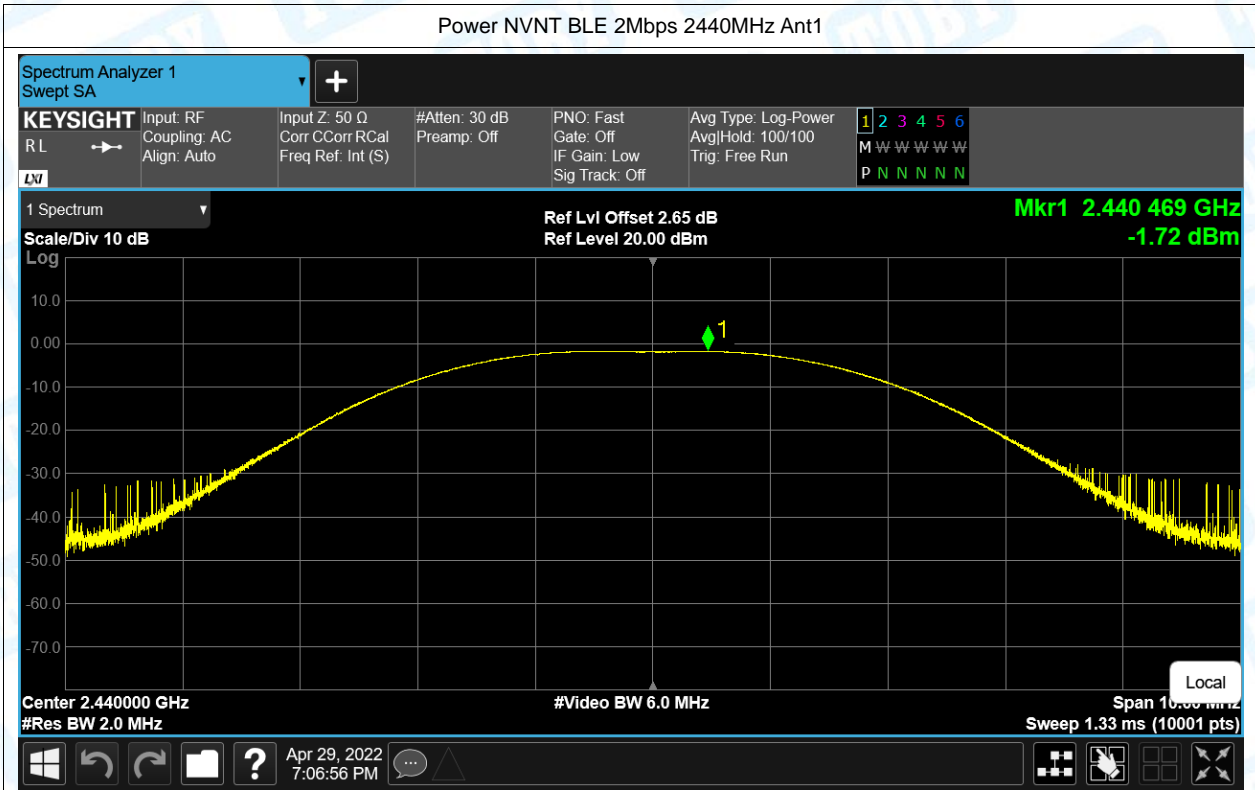 Power NVNT BLE 2Mbps 2440MHz Ant1
Spectrum Analyzer 1
Swept SA
KEYSIGHT
RL
LXI
Input: RF
Coupling: AC
Align: Auto
Input Z: 50 Ω
Corr CCorr RCal
Freq Ref: Int (S)
#Atten: 30 dB
Preamp: Off
PNO: Fast
Gate: Off
IF Gain: Low
Sig Track: Off
Avg Type: Log-Power
Avg|Hold: 100/100
Trig: Free Run
1 2 3 4 5 6
M W W W W W
P N N N N N
1 Spectrum
Scale/Div 10 dB
Ref Lvl Offset 2.65 dB
Ref Level 20.00 dBm
Mkr1 2.440 469 GHz
-1.72 dBm
Log
10.0
0.00
-10.0
-20.0
-30.0
-40.0
-50.0
-60.0
-70.0
1
Center 2.440000 GHz
#Res BW 2.0 MHz
#Video BW 6.0 MHz
Local
Span 10.00 MHz
Sweep 1.33 ms (10001 pts)
?
Apr 29, 2022
7:06:56 PM